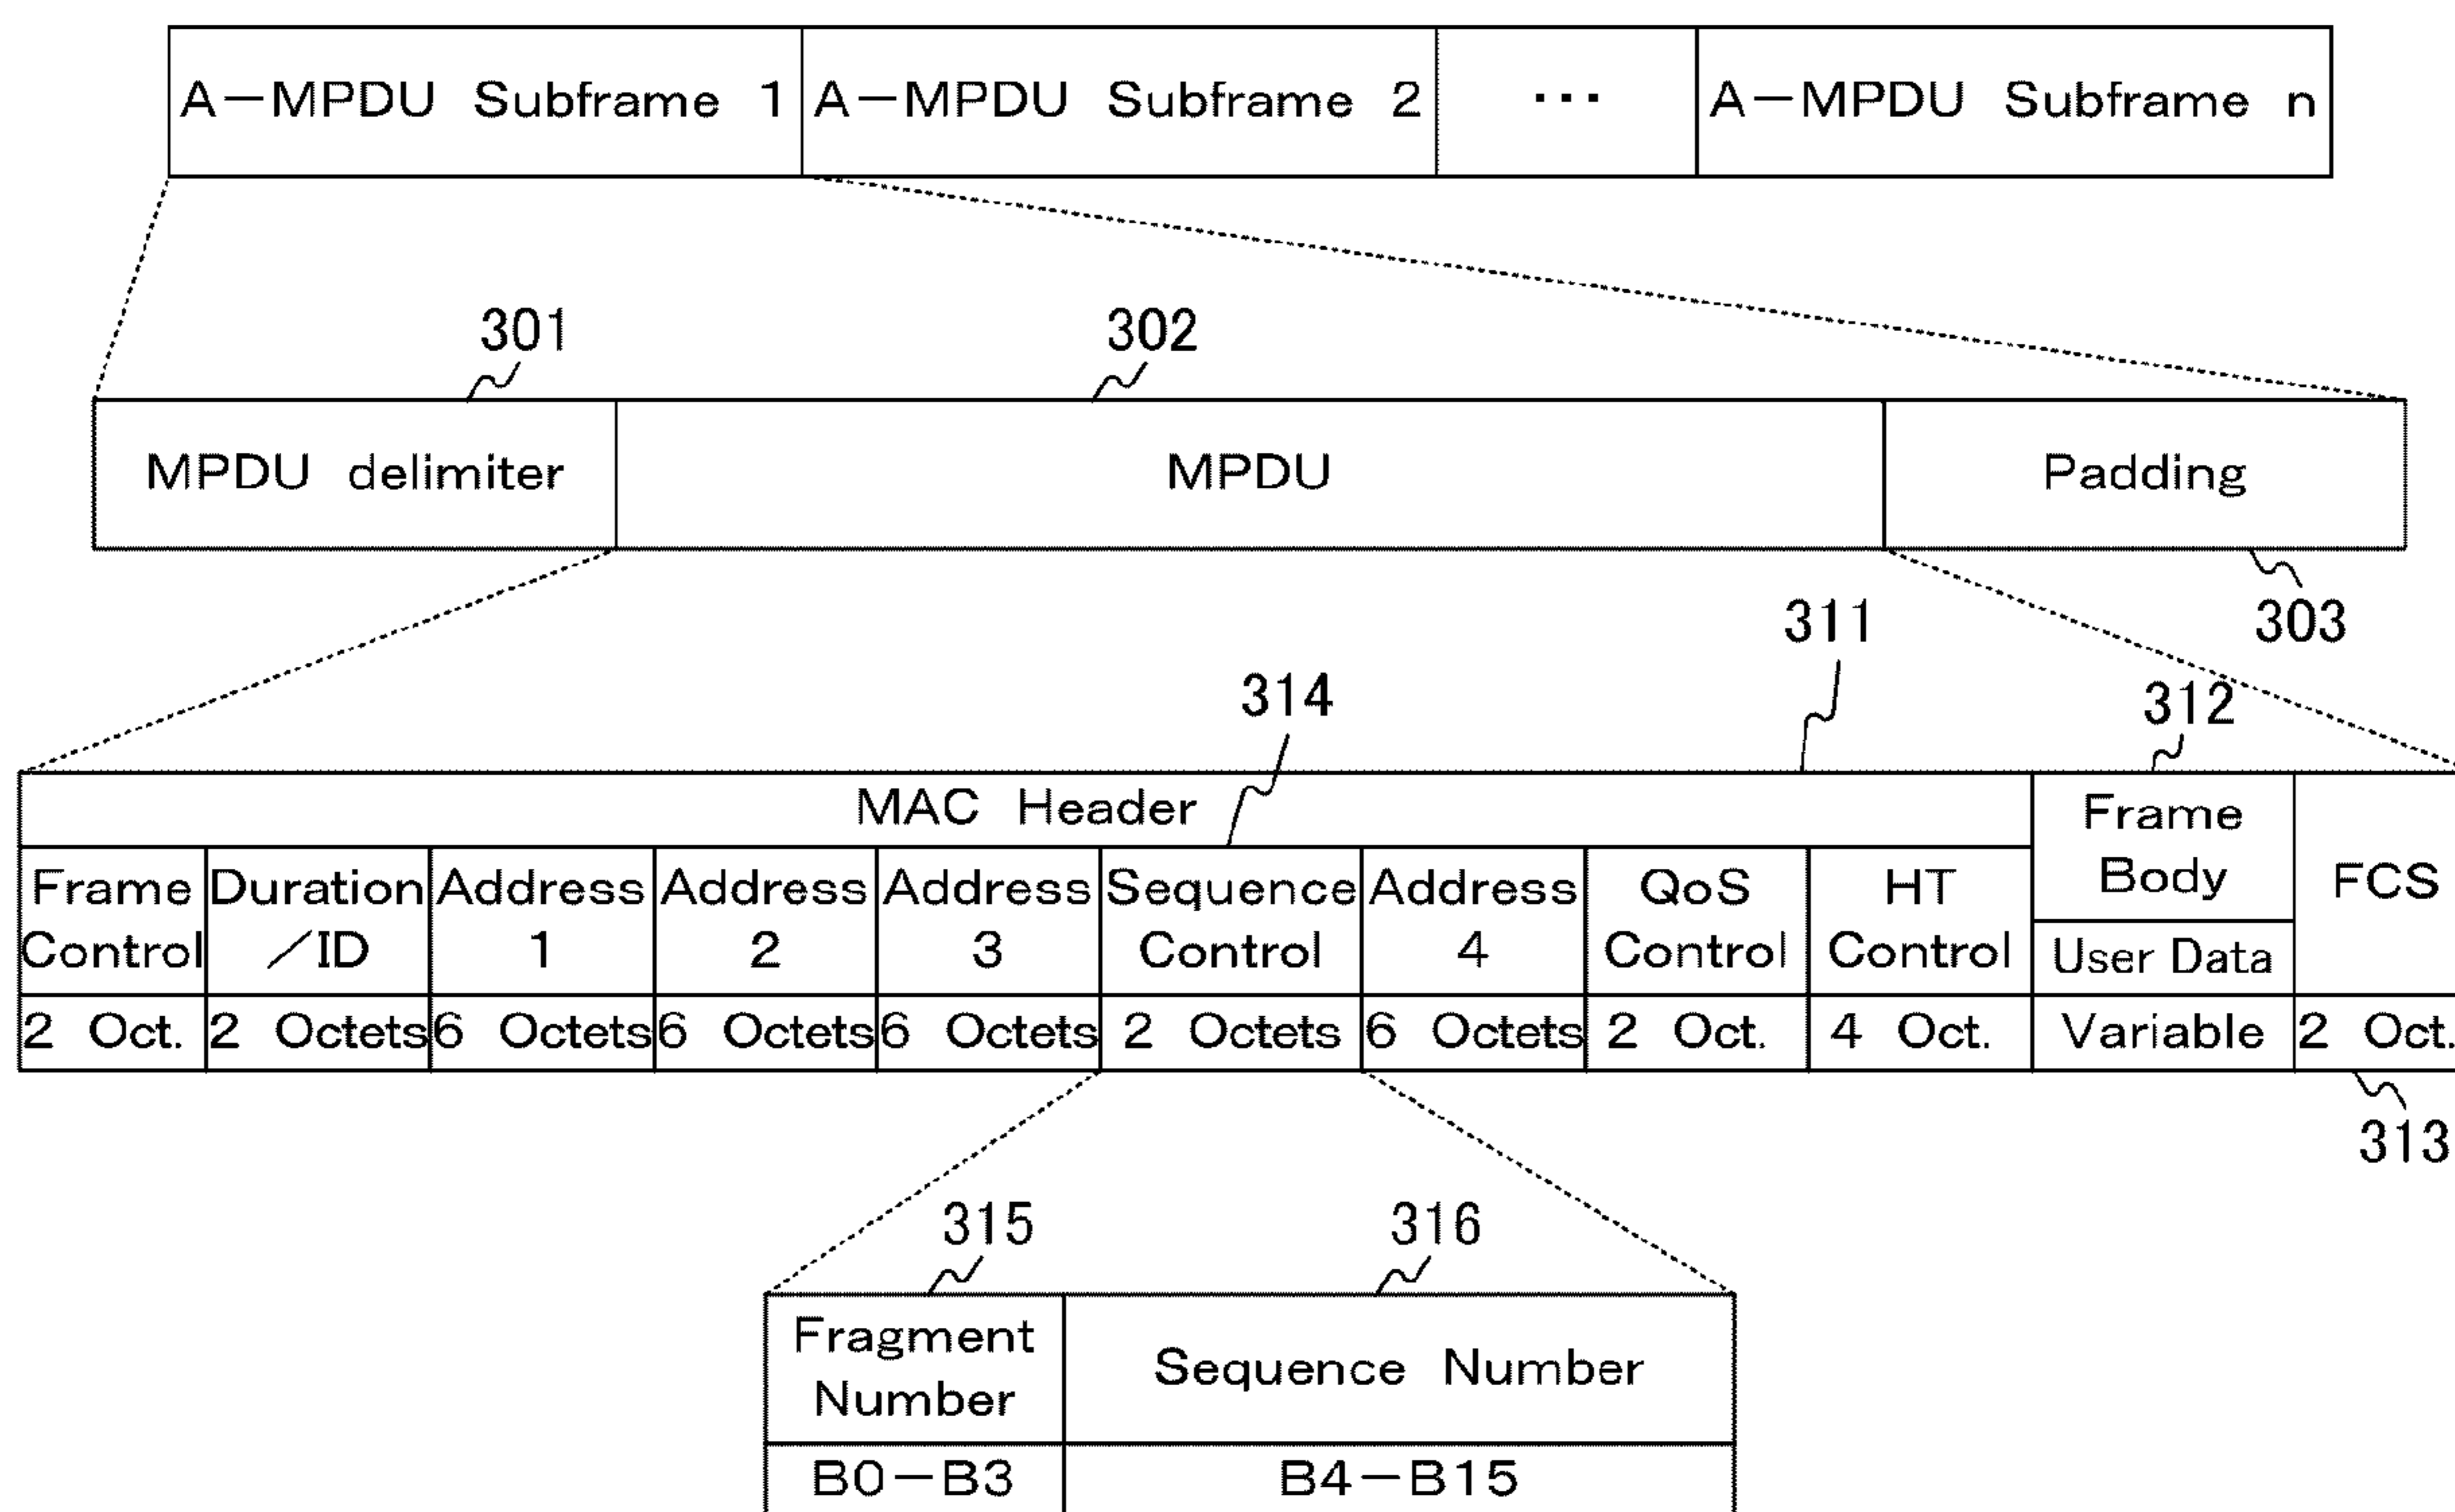 A-MPDU Subframe 1 A-MPDU Subframe 2 ··· A-MPDU Subframe n
301 302
MPDU delimiter MPDU Padding
303
311
314 312
MAC Header
Frame Body
Frame Control Duration /ID Address 1 Address 2 Address 3 Sequence Control Address 4 QoS Control HT Control User Data FCS
2 Oct. 2 Octets 6 Octets 6 Octets 6 Octets 2 Octets 6 Octets 2 Oct. 4 Oct. Variable 2 Oct.
313
315 316
Fragment Number Sequence Number
B0-B3 B4-B15